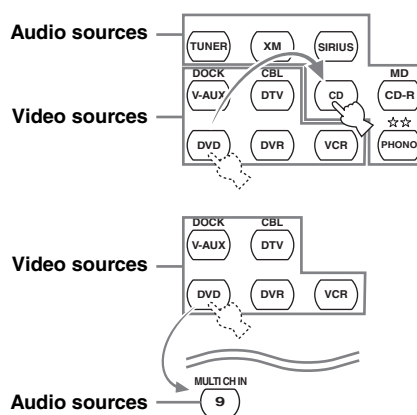 Audio sources
TUNER XM SIRIUS
DOCK CBL MD
V-AUX DTV CD CD-R
Video sources
☆☆
DVD DVR VCR PHONO
DOCK CBL
V-AUX DTV
Video sources
DVD DVR VCR
MULTI CH IN
Audio sources
9